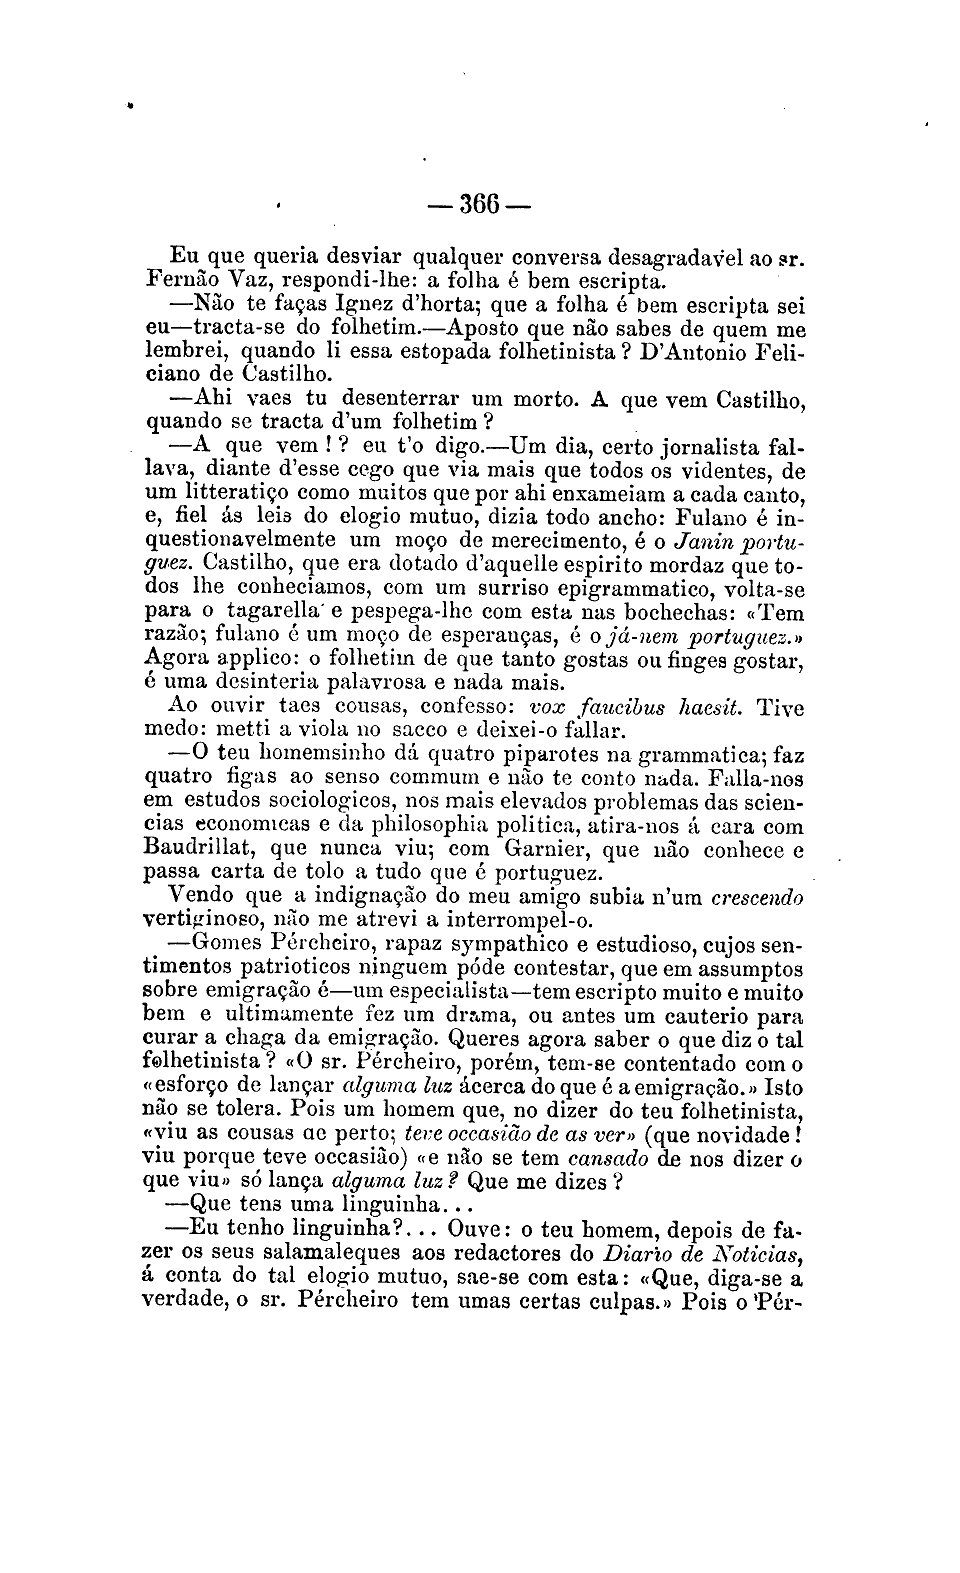 — 366 —
Eu que queria desviar qualquer conversa desagradavel ao sr.
Fernão Vaz, respondi-lhe: a folha é bem escripta.
—Não te faças Ignez d'horta; que a folha é bem escripta sei
eu—tracta-se do folhetim.—Aposto que não sabes de quem me
lembrei, quando li essa estopada folhetinista? D'Antonio Feli-
ciano de Castilho.
—Ahi vaes tu desenterrar um morto. A que vem Castilho,
quando se tracta d'um folhetim?
—A que vem!? eu t'o digo.—Um dia, certo jornalista fal-
lava, diante d'esse cego que via mais que todos os videntes, de
um litteratiço como muitos que por ahi enxameiam a cada canto,
e, fiel ás leis do elogio mutuo, dizia todo ancho: Fulano é in-
questionavelmente um moço de merecimento, é o Janin portu-
guez. Castilho, que era dotado d'aquelle espirito mordaz que to-
dos lhe conheciamos, com um surriso epigrammatico, volta-se
para o tagarella e pespega-lhe com esta nas bochechas: «Tem
razão; fulano é um moço de esperanças, é o já-nem portuguez.»
Agora applico: o folhetim de que tanto gostas ou finges gostar,
é uma desinteria palavrosa e nada mais.
Ao ouvir taes cousas, confesso: vox faucibus haesit. Tive
medo: metti a viola no sacco e deixei-o fallar.
—O teu homemsinho dá quatro piparotes na grammatica; faz
quatro figas ao senso commum e não te conto nada. Falla-nos
em estudos sociologicos, nos mais elevados problemas das scien-
cias economicas e da philosophia politica, atira-nos á cara com
Baudrillat, que nunca viu; com Garnier, que não conhece e
passa carta de tolo a tudo que é portuguez.
Vendo que a indignação do meu amigo subia n'um crescendo
vertiginoso, não me atrevi a interrompel-o.
—Gomes Pércheiro, rapaz sympathico e estudioso, cujos sen-
timentos patrioticos ninguem póde contestar, que em assumptos
sobre emigração é—um especialista—tem escripto muito e muito
bem e ultimamente fez um drama, ou antes um cauterio para
curar a chaga da emigração. Queres agora saber o que diz o tal
folhetinista? «O sr. Pércheiro, porém, tem-se contentado com o
«esforço de lançar alguma luz ácerca do que é a emigração.» Isto
não se tolera. Pois um homem que, no dizer do teu folhetinista,
«viu as cousas de perto; teve occasião de as ver» (que novidade!
viu porque teve occasião) «e não se tem cansado de nos dizer o
que viu» só lança alguma luz? Que me dizes?
—Que tens uma linguinha...
—Eu tenho linguinha?... Ouve: o teu homem, depois de fa-
zer os seus salamaleques aos redactores do Diario de Noticias,
á conta do tal elogio mutuo, sae-se com esta: «Que, diga-se a
verdade, o sr. Pércheiro tem umas certas culpas.» Pois o Pér-